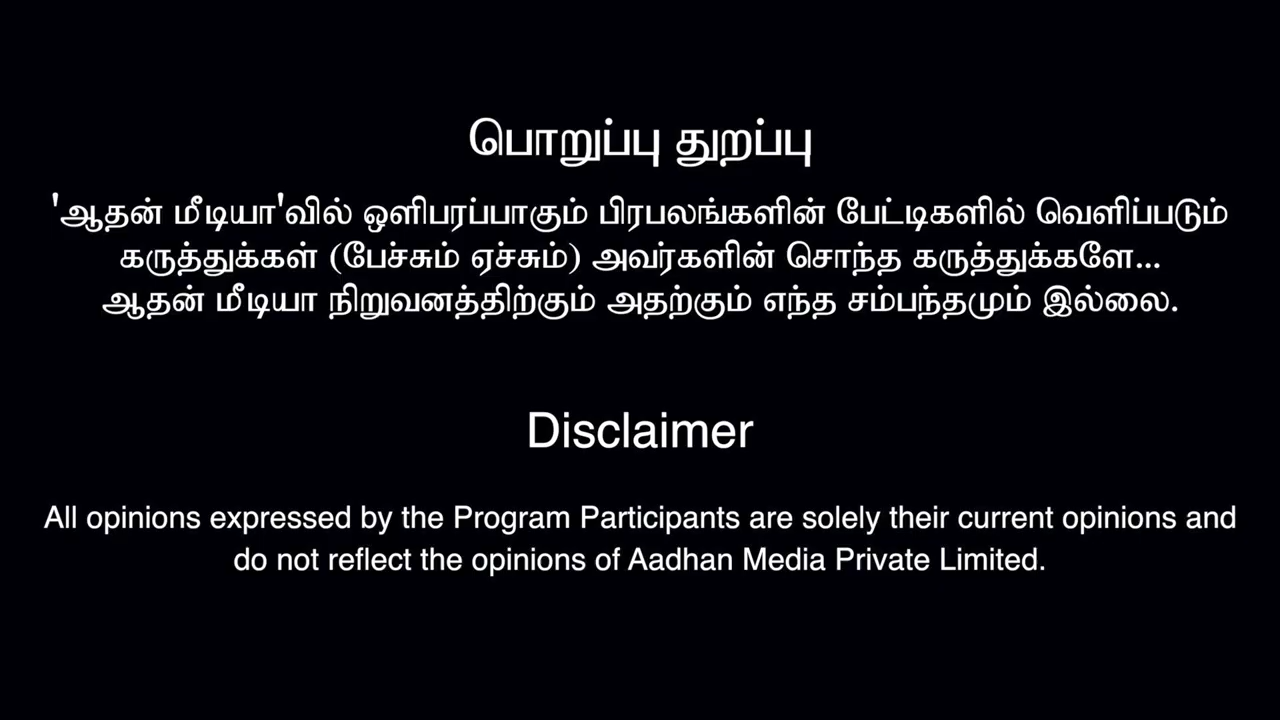 பொறுப்பு துறப்பு
'ஆதன் மீடியா'வில் ஒளிபரப்பாகும் பிரபலங்களின் பேட்டிகளில் வெளிப்படும்
கருத்துக்கள் (பேச்சும் ஏச்சும்) அவர்களின் சொந்த கருத்துக்களே...
ஆதன் மீடியா நிறுவனத்திற்கும் அதற்கும் எந்த சம்பந்தமும் இல்லை.
Disclaimer
All opinions expressed by the Program Participants are solely their current opinions and
do not reflect the opinions of Aadhan Media Private Limited.